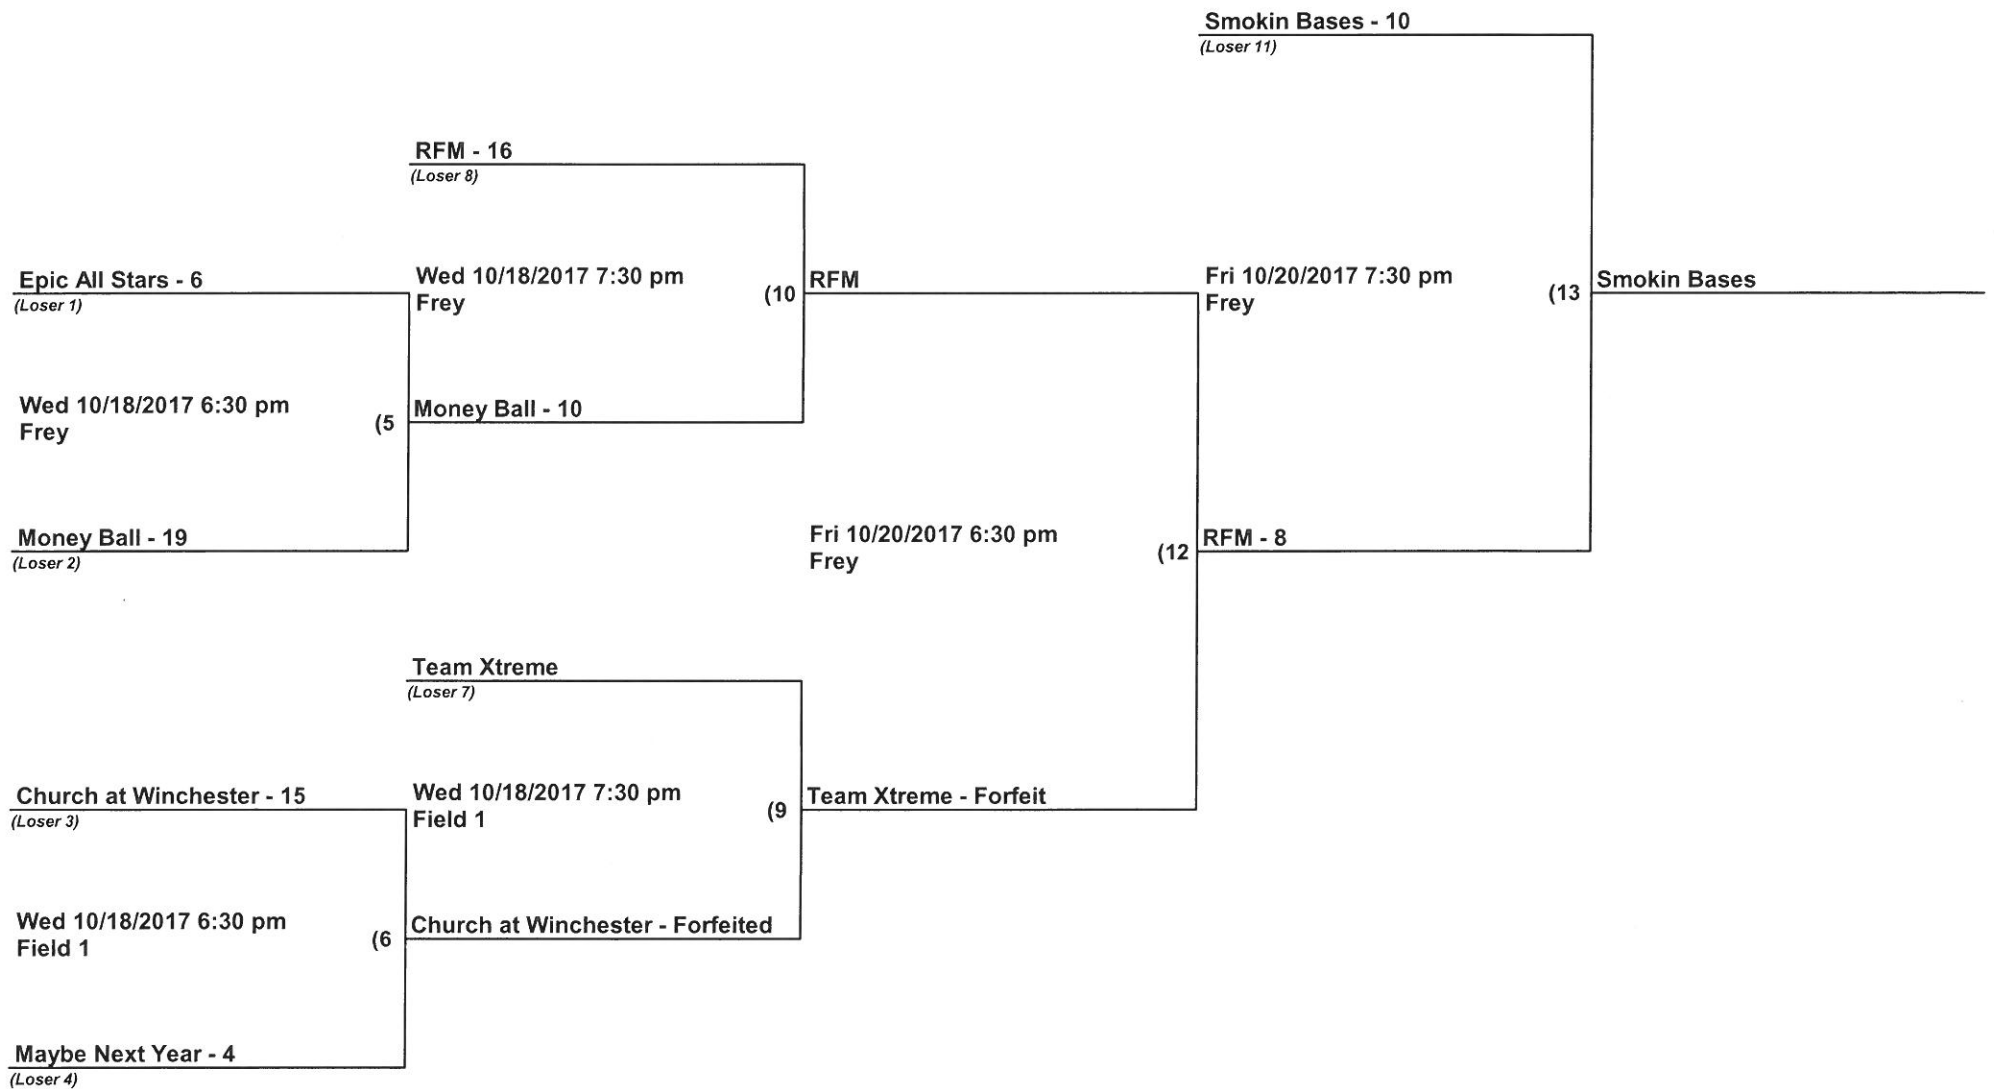 Smokin Bases - 10
(Loser 11)
RFM - 16
(Loser 8)
Epic All Stars - 6
(Loser 1)
Wed 10/18/2017 7:30 pm
Frey
(10
RFM
Fri 10/20/2017 7:30 pm
Frey
(13
Smokin Bases
Wed 10/18/2017 6:30 pm
Frey
(5
Money Ball - 10
Money Ball - 19
(Loser 2)
Fri 10/20/2017 6:30 pm
Frey
(12
RFM - 8
Team Xtreme
(Loser 7)
Church at Winchester - 15
(Loser 3)
Wed 10/18/2017 7:30 pm
Field 1
(9
Team Xtreme - Forfeit
Wed 10/18/2017 6:30 pm
Field 1
(6
Church at Winchester - Forfeited
Maybe Next Year - 4
(Loser 4)